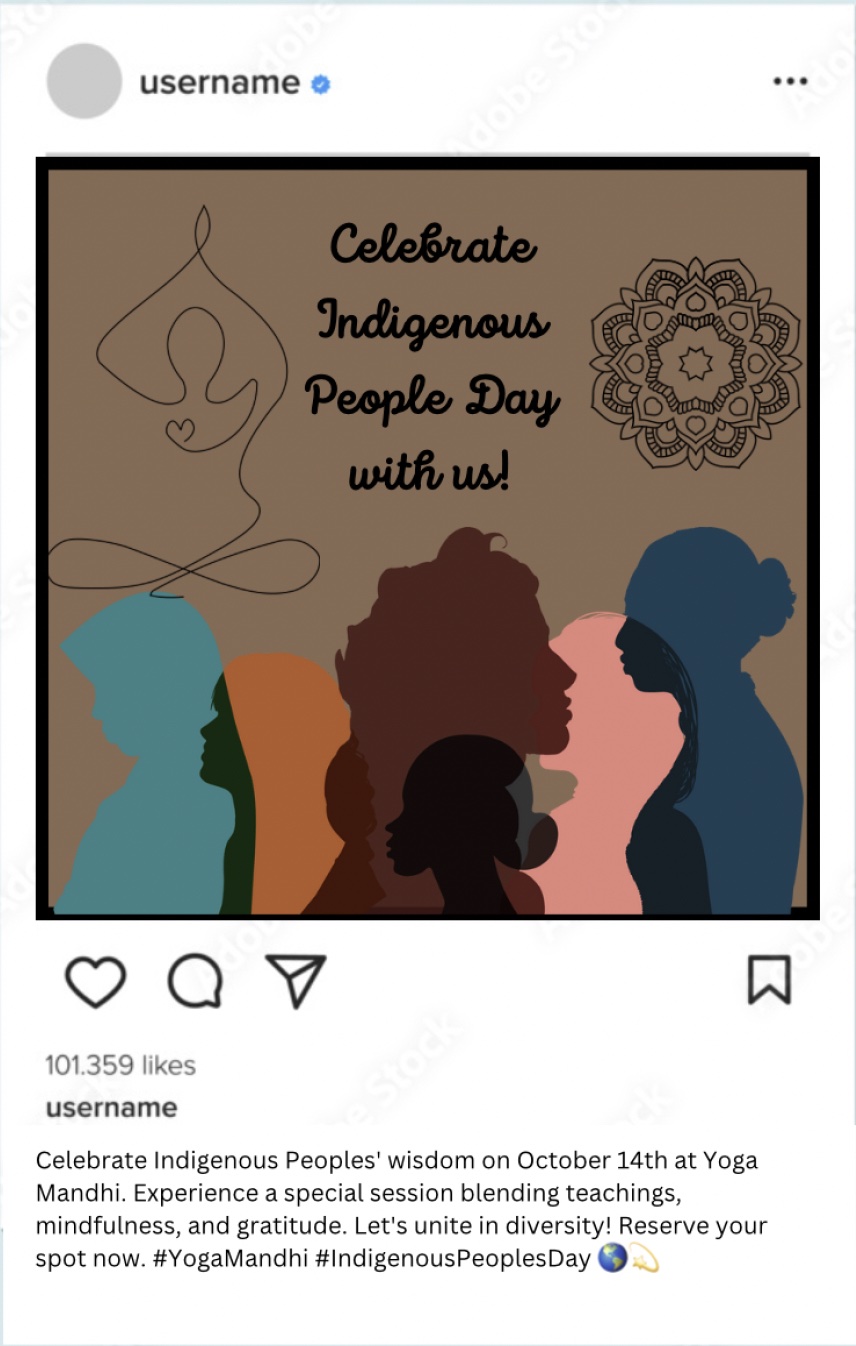 username
Celebrate
Indigenous
People Day
with us!
101.359 likes
username
Celebrate Indigenous Peoples' wisdom on October 14th at Yoga
Mandhi. Experience a special session blending teachings,
mindfulness, and gratitude. Let's unite in diversity! Reserve your
spot now. #YogaMandhi #IndigenousPeoplesDay 🌎💫
Adobe Stock